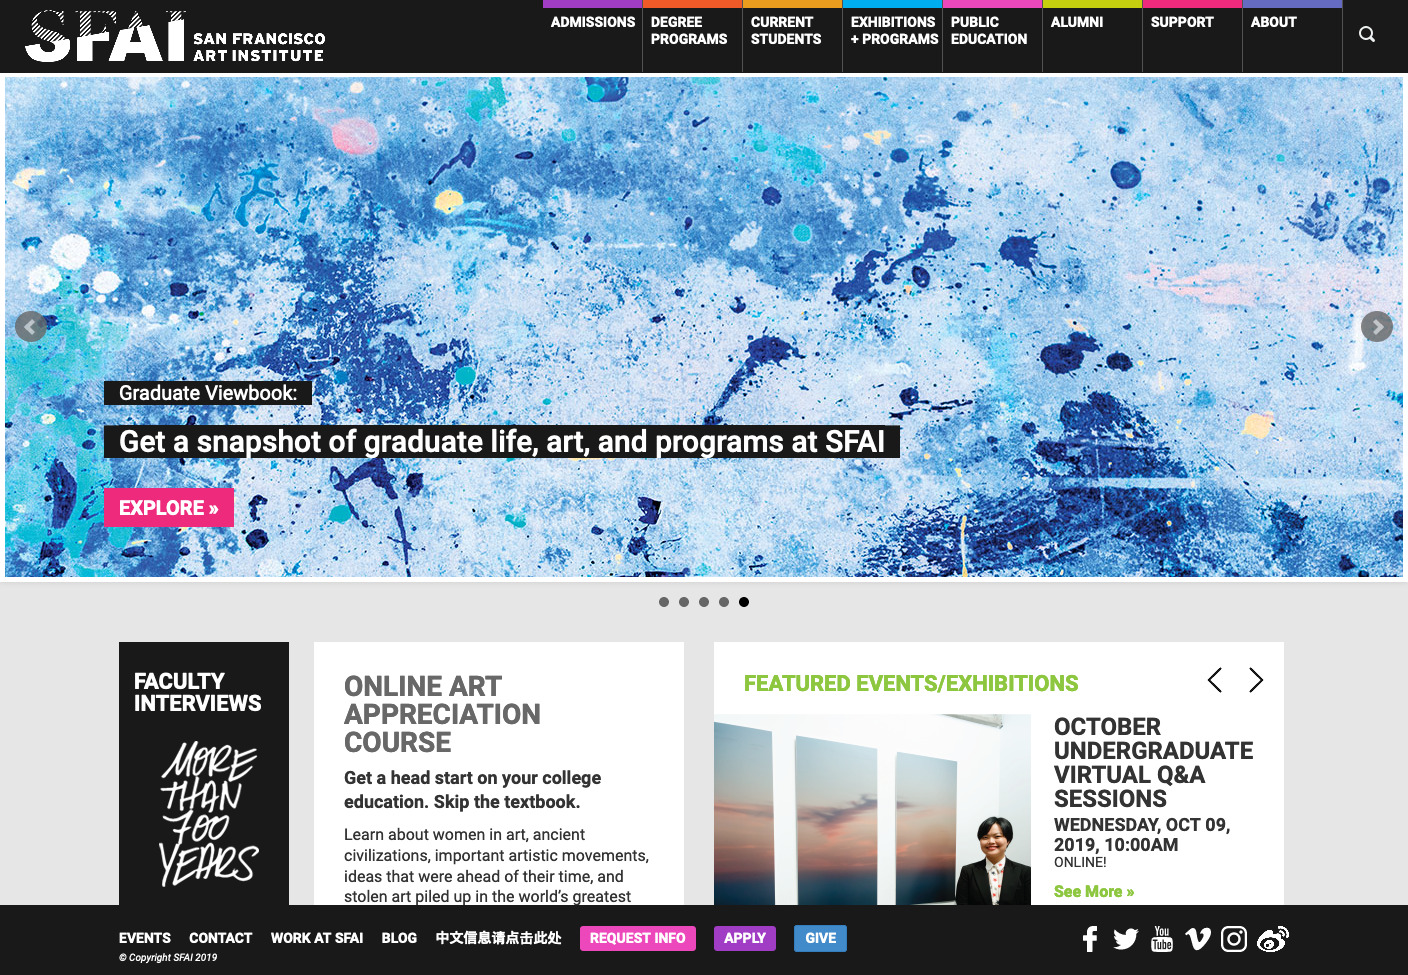 SFAI SAN FRANCISCO
ART INSTITUTE
ADMISSIONS
DEGREE
PROGRAMS
CURRENT
STUDENTS
EXHIBITIONS
+ PROGRAMS
PUBLIC
EDUCATION
ALUMNI
SUPPORT
ABOUT
Graduate Viewbook:
Get a snapshot of graduate life, art, and programs at SFAI
EXPLORE »
FACULTY
INTERVIEWS
MORE
THAN
700
YEARS
ONLINE ART
APPRECIATION
COURSE
Get a head start on your college
education. Skip the textbook.
Learn about women in art, ancient
civilizations, important artistic movements,
ideas that were ahead of their time, and
stolen art piled up in the world's greatest
FEATURED EVENTS/EXHIBITIONS
OCTOBER
UNDERGRADUATE
VIRTUAL Q&A
SESSIONS
WEDNESDAY, OCT 09,
2019, 10:00AM
ONLINE!
See More »
EVENTS CONTACT WORK AT SFAI BLOG 中文信息请点击此处 REQUEST INFO APPLY GIVE
You
Tube
© Copyright SFAI 2019